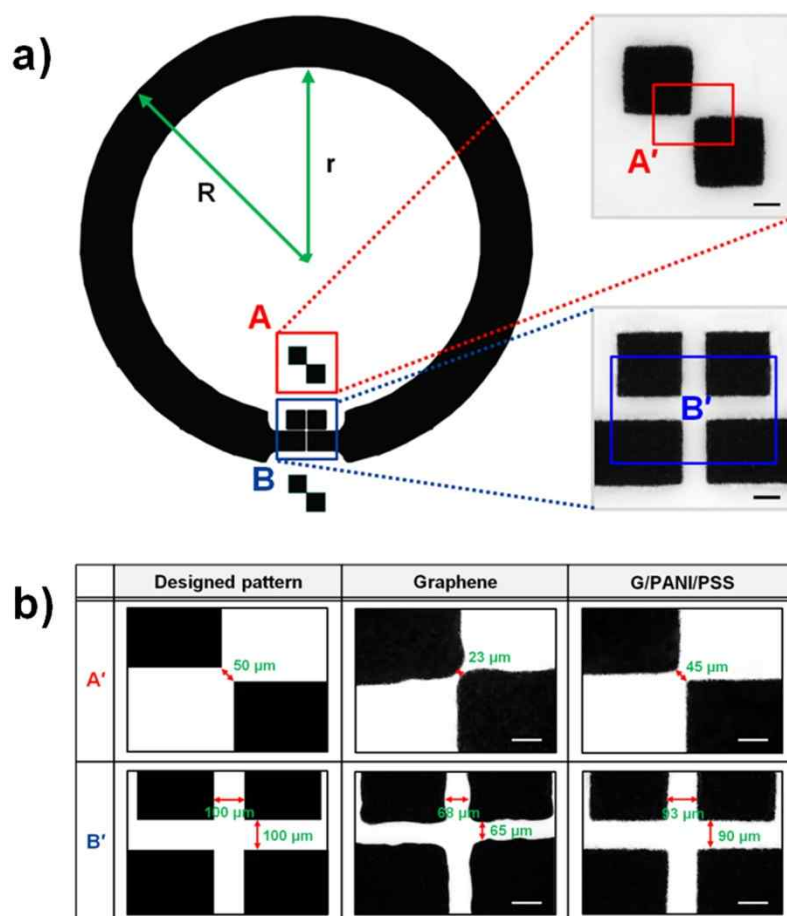 a)
R
r
A
B
A'
B'
b)
Designed pattern
Graphene
G/PANI/PSS
A'
50 µm
23 µm
45 µm
B'
100 µm
100 µm
68 µm
65 µm
93 µm
90 µm